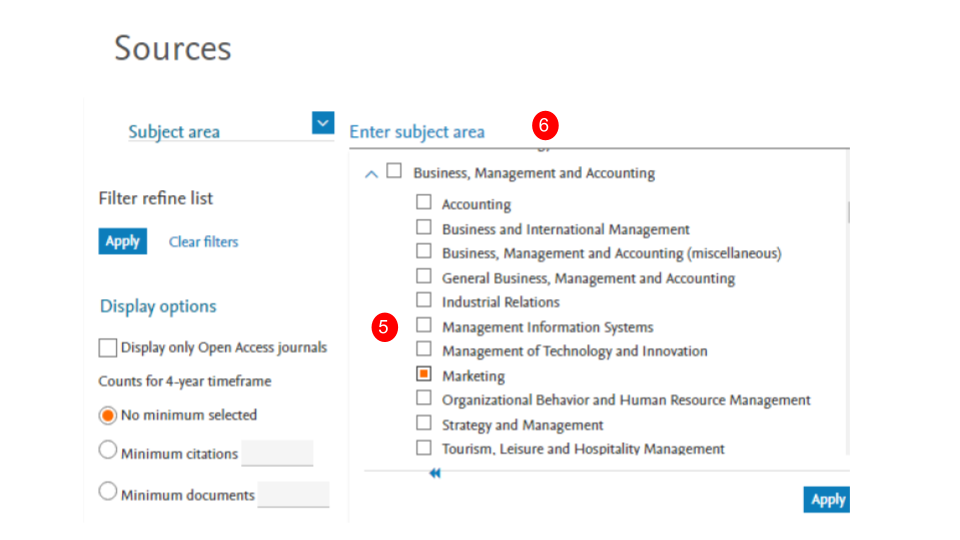 Sources
Subject area
Enter subject area
6
Filter refine list
Apply
Clear filters
Display options
Display only Open Access journals
Counts for 4-year timeframe
No minimum selected
Minimum citations
Minimum documents
Business, Management and Accounting
Accounting
Business and International Management
Business, Management and Accounting (miscellaneous)
General Business, Management and Accounting
Industrial Relations
5
Management Information Systems
Management of Technology and Innovation
Marketing
Organizational Behavior and Human Resource Management
Strategy and Management
Tourism, Leisure and Hospitality Management
Apply